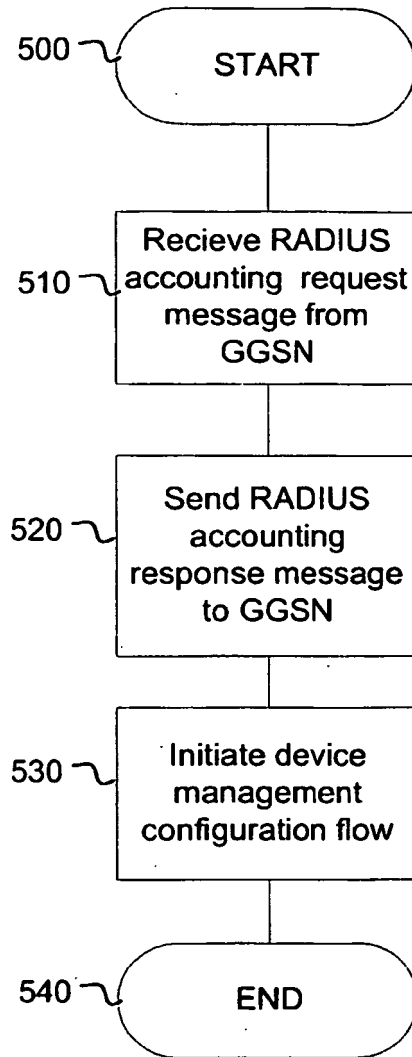 500
START
Recieve RADIUS
510
accounting request
message from
GGSN
Send RADIUS
520
accounting
response message
to GGSN
530
Initiate device
management
configuration flow
540
END